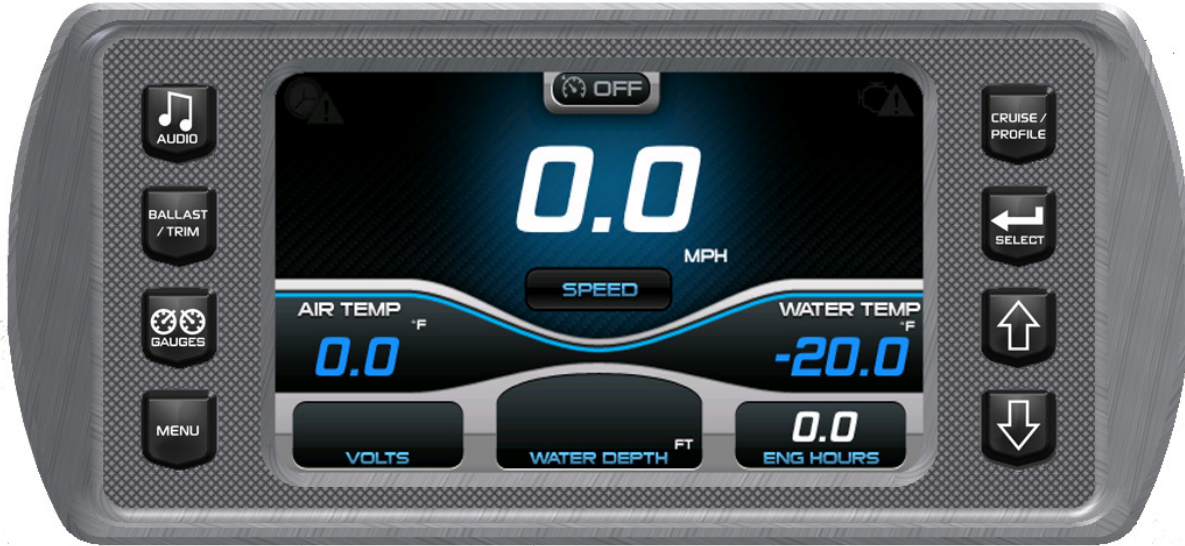 AUDIO
BALLAST
/ TRIM
GAUGES
MENU
OFF
0.0
MPH
SPEED
AIR TEMP
°F
0.0
WATER TEMP
°F
-20.0
VOLTS
FT
WATER DEPTH
0.0
ENG HOURS
CRUISE /
PROFILE
SELECT